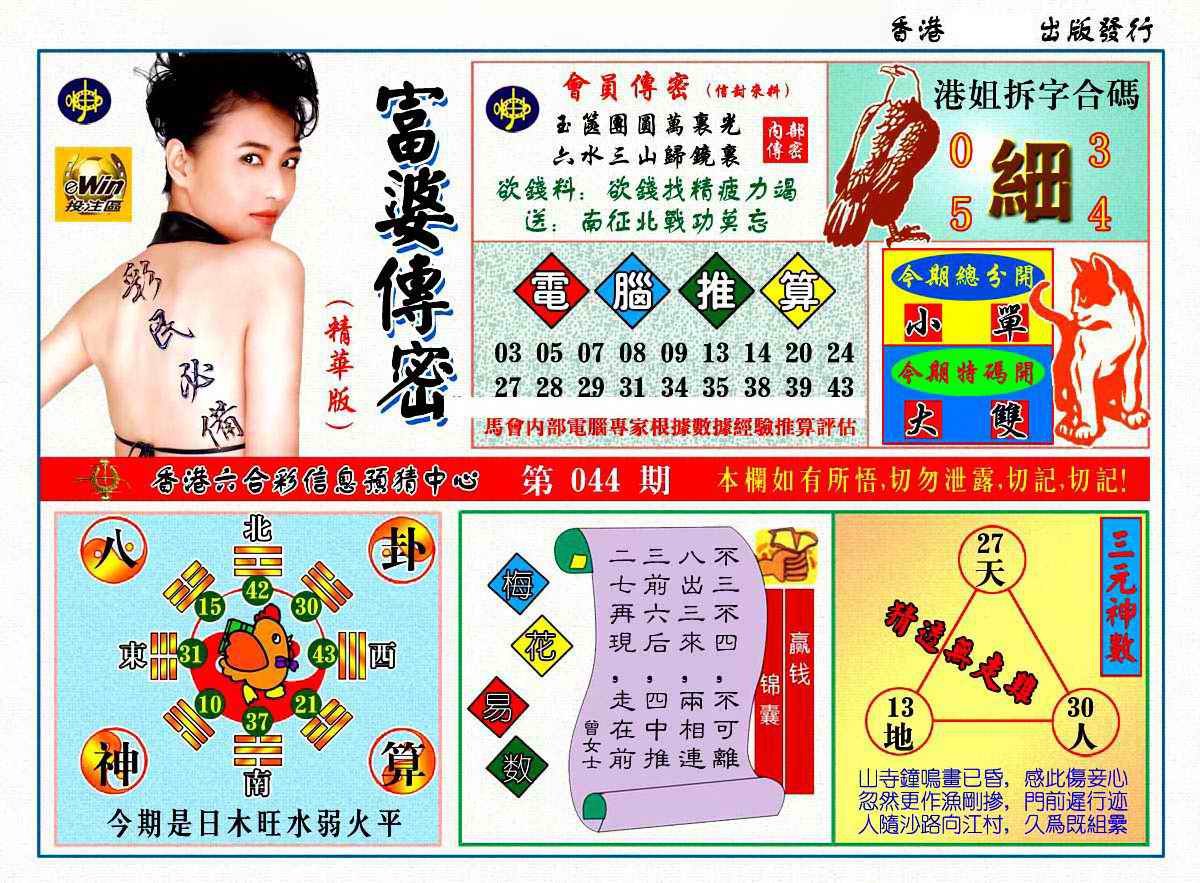 香港 出版發行
eWin
投注區
彩民必備
富婆傳密
(精華版)
會員傳密(信封來料)
玉篋團圓萬裏光
六水三山歸鏡裏
內部
傳密
欲錢料：欲錢找精疲力竭
送：南征北戰功莫忘
港姐拆字合碼
0 3
細
5 4
電腦推算
03 05 07 08 09 13 14 20 24
27 28 29 31 34 35 38 39 43
馬會內部電腦專家根據數據經驗推算評估
今期總分開
小 單
今期特碼開
大 雙
香港六合彩信息預猜中心 第 044 期 本欄如有所悟,切勿泄露,切記,切記!
八卦
神算
北
42
15 30
東 31 43 西
10 21
37
南
今期是日木旺水弱火平
梅花易数
不三不四,不可離
八出三來,兩相連
三前六后,四中推
二七再現,走在前
曾女士
赢钱
锦囊
三元神數
27
天
精選與走勢
13
地
30
人
山寺鐘鳴畫已昏，感此傷妾心
忽然更作漁剛摻，門前遲行迹
人隨沙路向江村，久爲既組纍